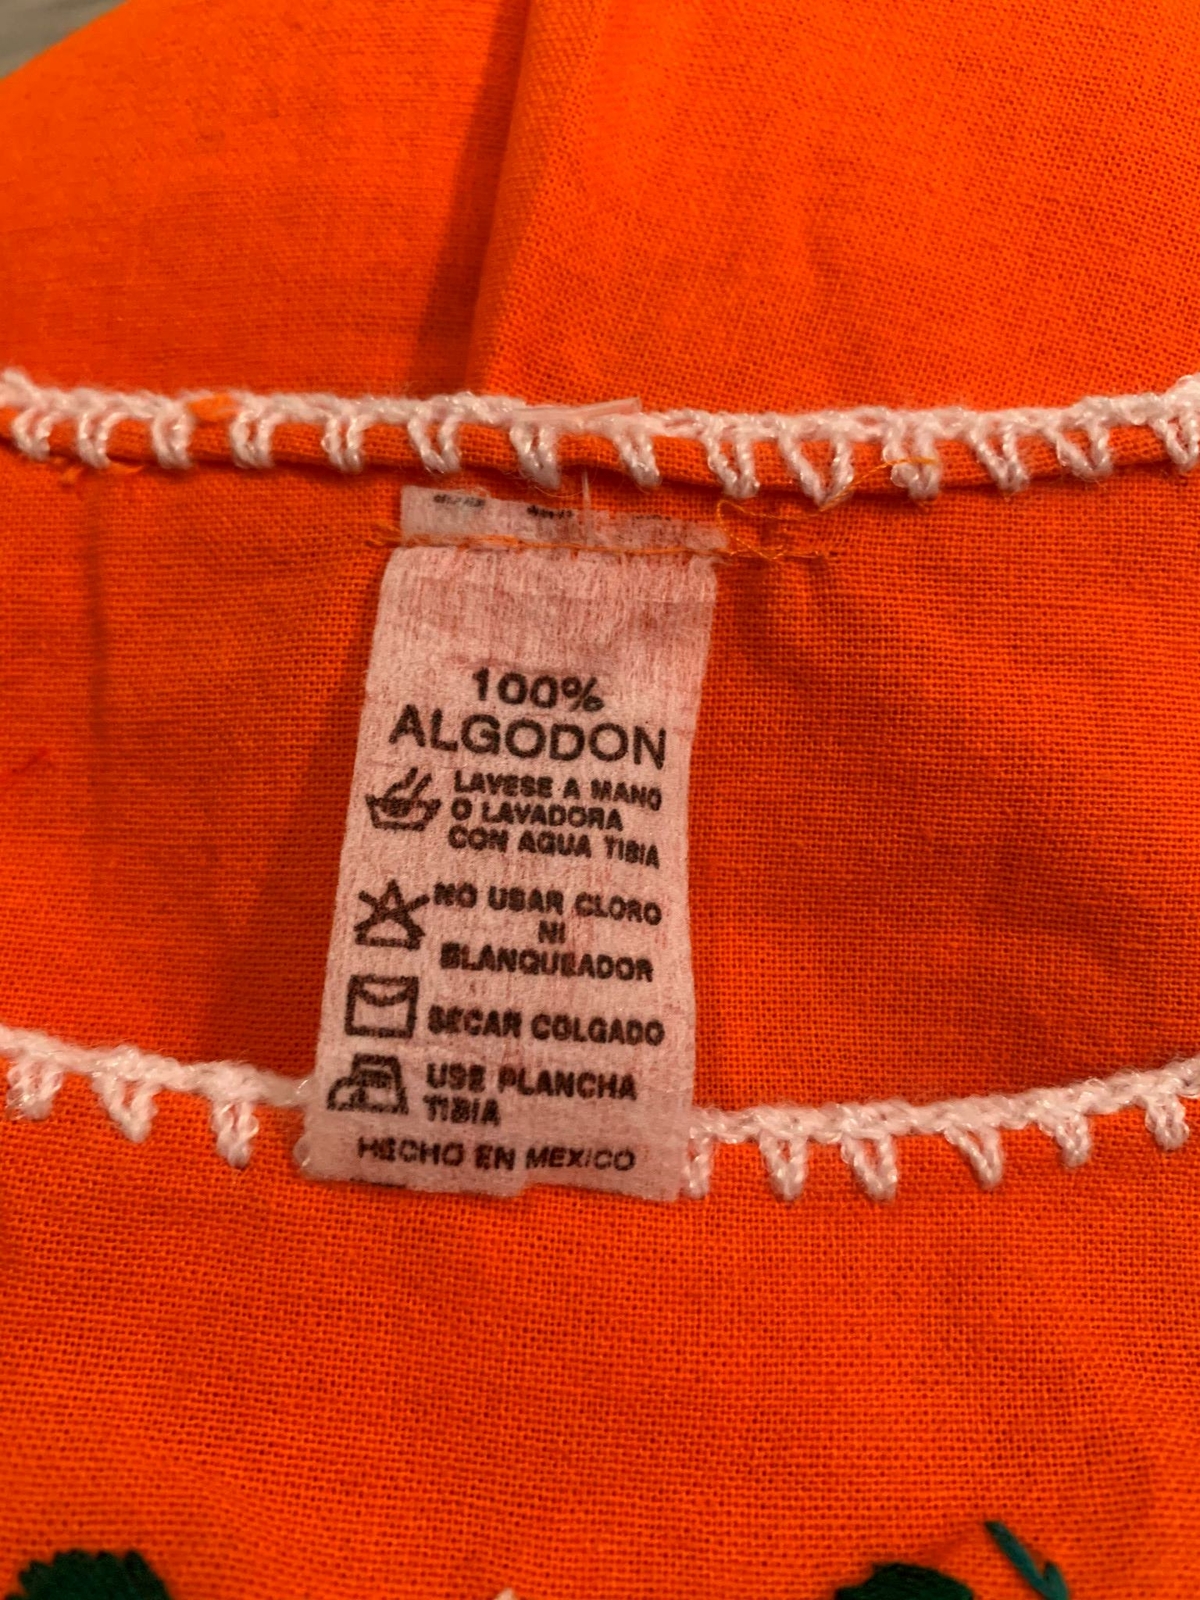 100%
ALGODON
LAVESE A MANO
O LAVADORA
CON AGUA TIBIA
NO USAR CLORO
NI
BLANQUEADOR
SECAR COLGADO
USE PLANCHA
TIBIA
HECHO EN MEXICO